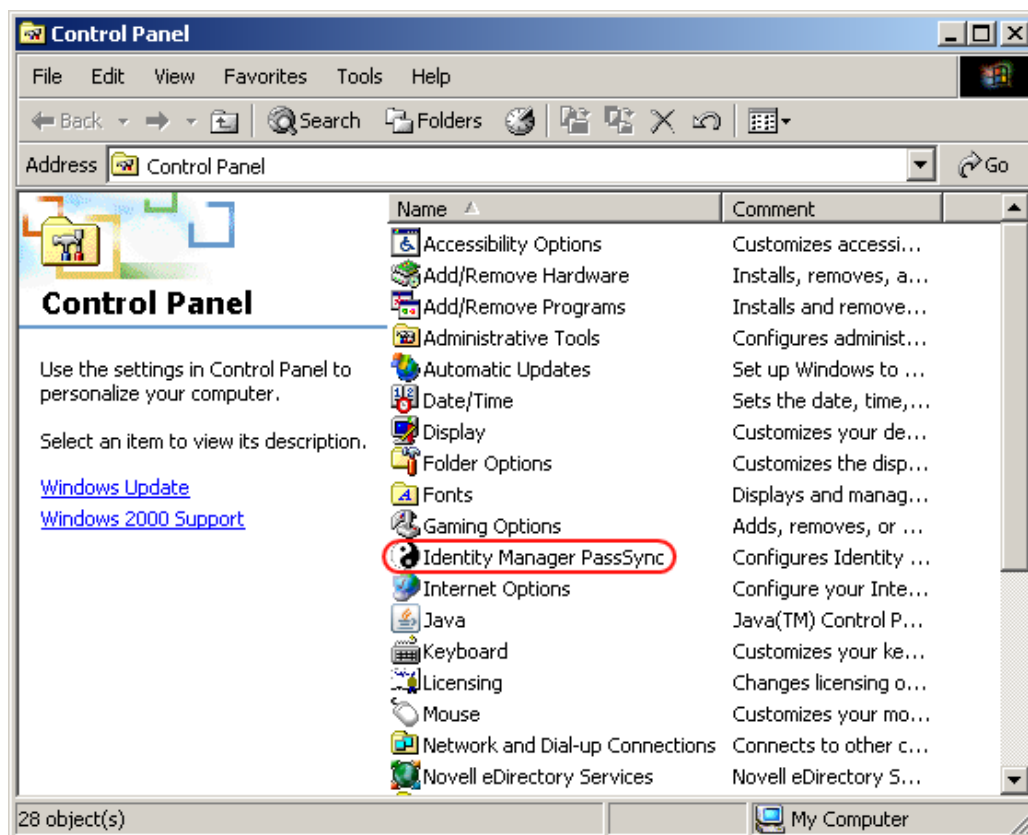 Control Panel
File Edit View Favorites Tools Help
Back Search Folders
Address Control Panel Go
Name Comment
Control Panel
Use the settings in Control Panel to
personalize your computer.
Select an item to view its description.
Windows Update
Windows 2000 Support
Accessibility Options Customizes accessi...
Add/Remove Hardware Installs, removes, a...
Add/Remove Programs Installs and remove...
Administrative Tools Configures administ...
Automatic Updates Set up Windows to ...
Date/Time Sets the date, time,...
Display Customizes your de...
Folder Options Customizes the disp...
Fonts Displays and manag...
Gaming Options Adds, removes, or ...
Identity Manager PassSync Configures Identity ...
Internet Options Configure your Inte...
Java Java(TM) Control P...
Keyboard Customizes your ke...
Licensing Changes licensing o...
Mouse Customizes your mo...
Network and Dial-up Connections Connects to other c...
Novell eDirectory Services Novell eDirectory S...
28 object(s) My Computer